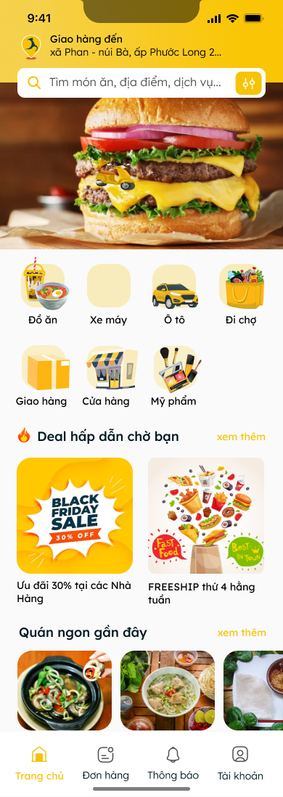 9:41
Giao hàng đến
xã Phan - núi Bà, ấp Phước Long 2...
Tìm món ăn, địa điểm, dịch vụ...
Đồ ăn
Xe máy
Ô tô
Đi chợ
Giao hàng
Cửa hàng
Mỹ phẩm
Deal hấp dẫn chờ bạn
xem thêm
BLACK
FRIDAY
SALE
30% OFF
Fast
Food
Best
in Town
Ưu đãi 30% tại các Nhà
Hàng
FREESHIP thứ 4 hằng
tuần
Quán ngon gần đây
xem thêm
Trang chủ
Đơn hàng
Thông báo
Tài khoản